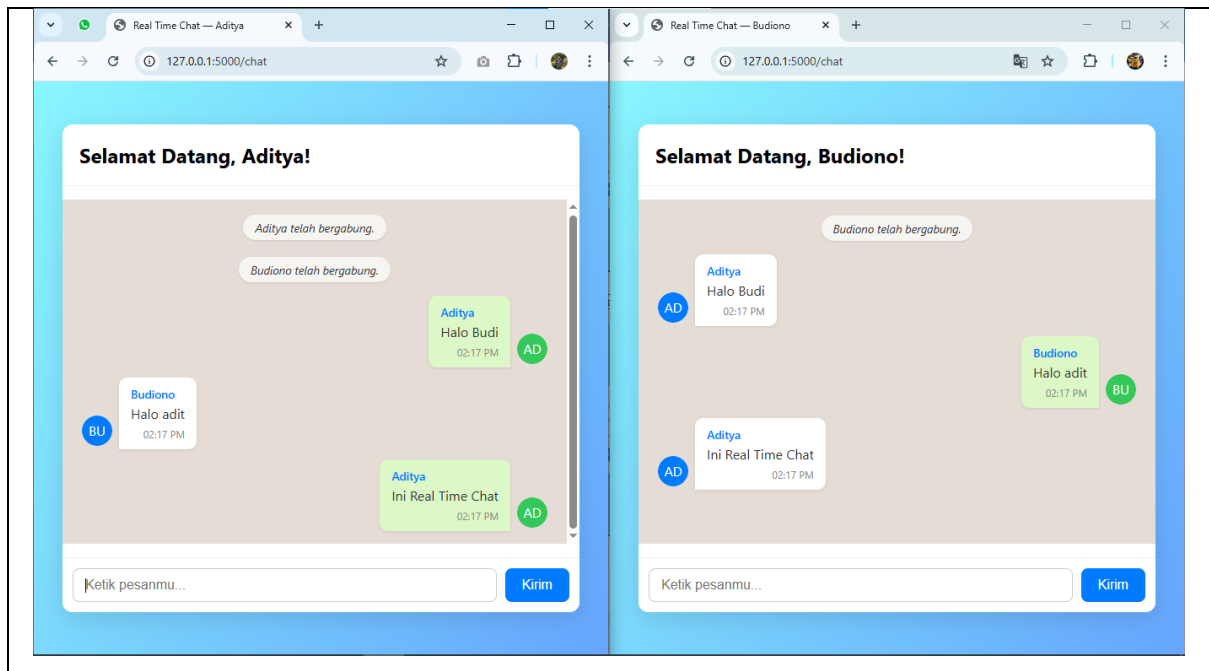 Real Time Chat — Aditya
127.0.0.1:5000/chat
Selamat Datang, Aditya!
Aditya telah bergabung.
Budiono telah bergabung.
Aditya
Halo Budi
02:17 PM
AD
Budiono
Halo adit
02:17 PM
BU
Aditya
Ini Real Time Chat
02:17 PM
AD
Ketik pesanmu...
Kirim
Real Time Chat — Budiono
127.0.0.1:5000/chat
Selamat Datang, Budiono!
Budiono telah bergabung.
Aditya
Halo Budi
02:17 PM
AD
Budiono
Halo adit
02:17 PM
BU
Aditya
Ini Real Time Chat
02:17 PM
AD
Ketik pesanmu...
Kirim